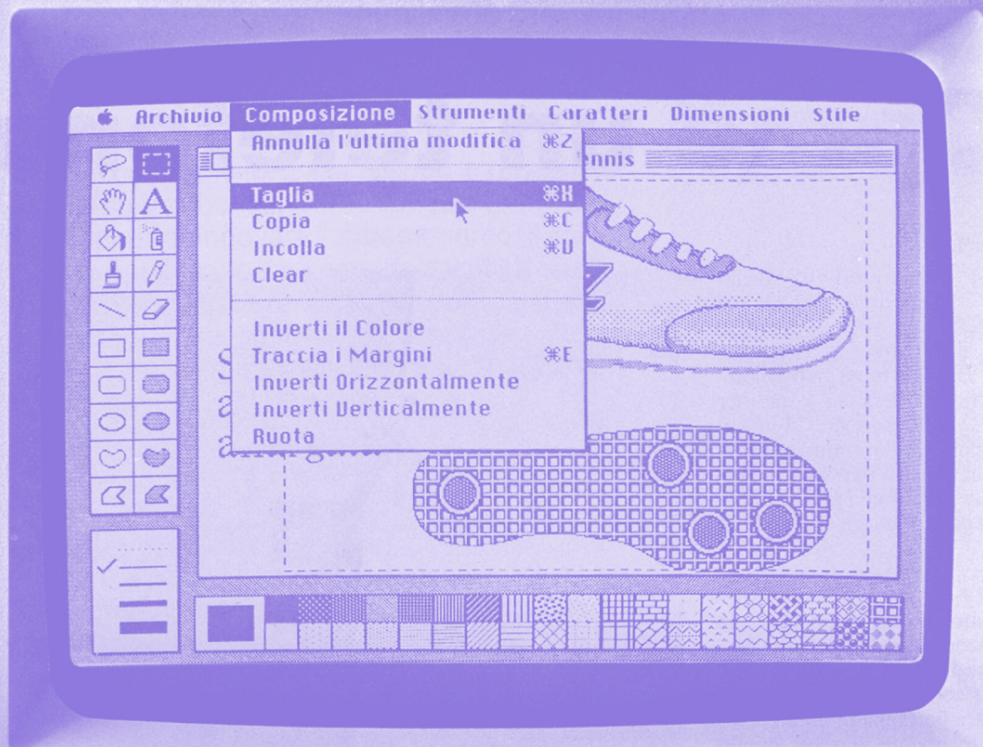 Archivio Composizione Strumenti Caratteri Dimensioni Stile
Annulla l'ultima modifica ⌘Z
Taglia ⌘X
Copia ⌘C
Incolla ⌘V
Clear
Inverti il Colore
Traccia i Margini ⌘E
Inverti Orizzontalmente
Inverti Verticalmente
Ruota
A